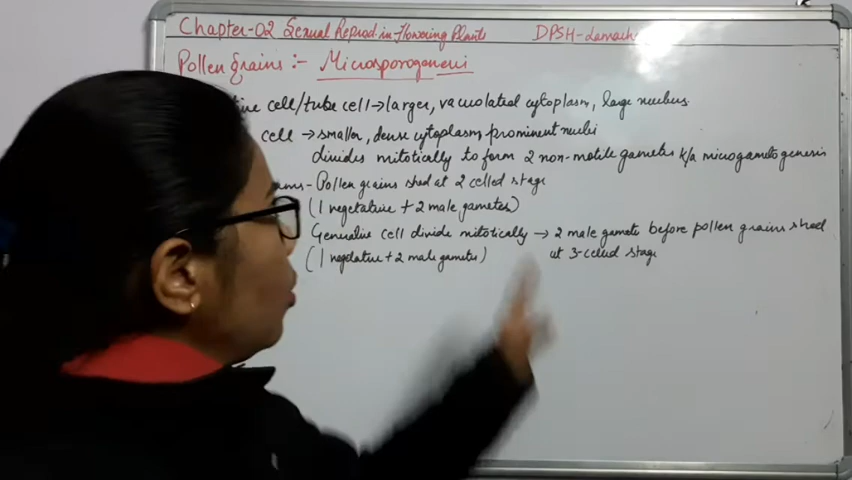 Chapter-02 Sexual Reprod. in Flowering Plants DPSH-
Pollen Grains :- Microsporogenesis
cell/tube cell → larger, vacuolated cytoplasm, large nucleus
cell → smaller, dense cytoplasm, prominent nuclei
divides mitotically to form 2 non-motile gametes k/a microgametogenesis
Pollen grains shed at 2 celled stage
(1 vegetative + 2 male gametes)
Generative cell divide mitotically → 2 male gamets before pollen grains shed
(1 vegetative + 2 male gametes) at 3-celled stage